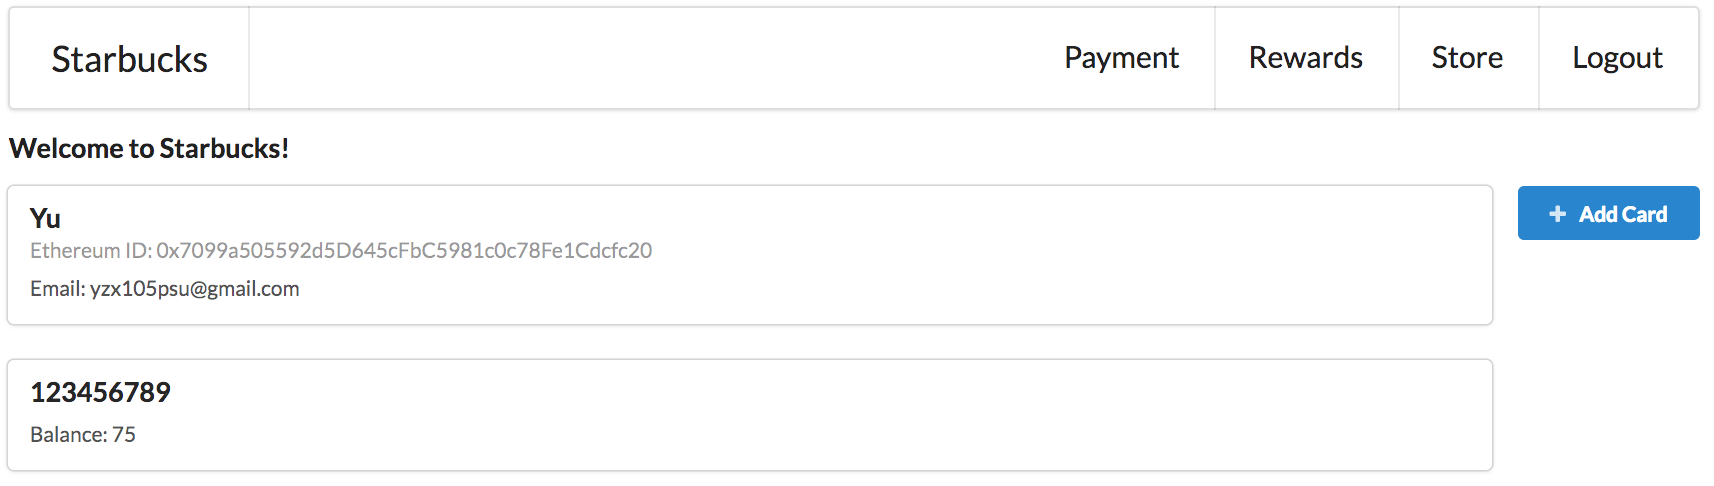 Starbucks Payment Rewards Store Logout
Welcome to Starbucks!
Yu
Ethereum ID: 0x7099a505592d5D645cFbC5981c0c78Fe1Cdcfc20
Email: yzx105psu@gmail.com
+ Add Card
123456789
Balance: 75